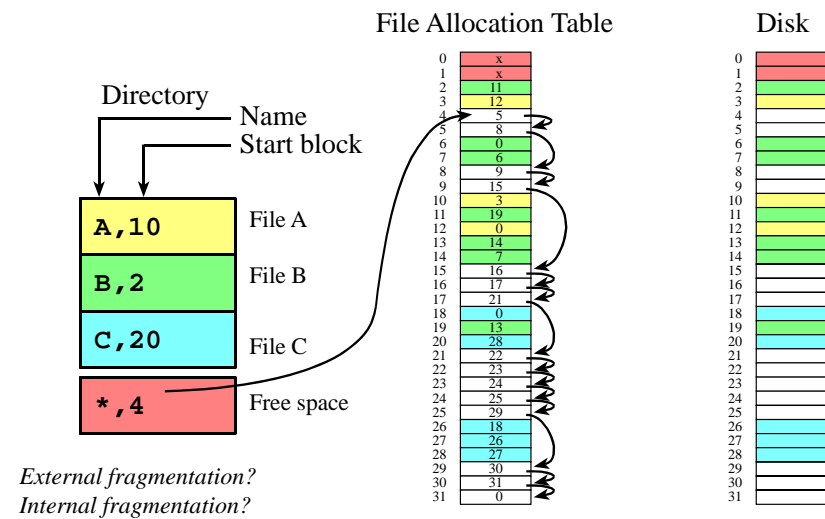 File Allocation Table
Disk
Directory
Name
Start block
A,10
File A
B,2
File B
C,20
File C
*,4
Free space
External fragmentation?
Internal fragmentation?
0 x 0
1 x 1
2 11 2
3 12 3
4 5 4
5 8 5
6 0 6
7 6 7
8 9 8
9 15 9
10 3 10
11 19 11
12 0 12
13 14 13
14 7 14
15 16 15
16 17 16
17 21 17
18 0 18
19 13 19
20 28 20
21 22 21
22 23 22
23 24 23
24 25 24
25 29 25
26 18 26
27 26 27
28 27 28
29 30 29
30 31 30
31 0 31